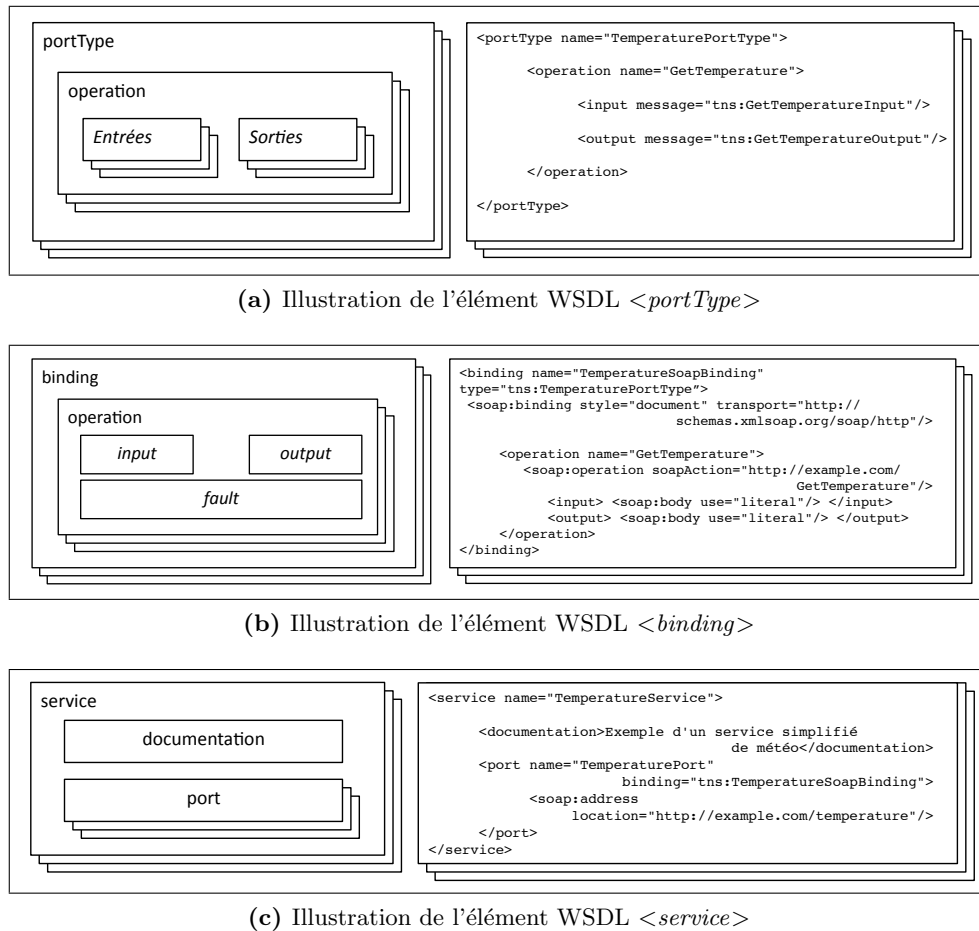 portType
operation
Entrées
Sorties
<portType name="TemperaturePortType">
<operation name="GetTemperature">
<input message="tns:GetTemperatureInput"/>
<output message="tns:GetTemperatureOutput"/>
</operation>
</portType>
(a) Illustration de l'élément WSDL <portType>
binding
operation
input
output
fault
<binding name="TemperatureSoapBinding"
type="tns:TemperaturePortType”>
<soap:binding style="document" transport="http://
schemas.xmlsoap.org/soap/http"/>
<operation name="GetTemperature">
<soap:operation soapAction="http://example.com/
GetTemperature"/>
<input> <soap:body use="literal"/> </input>
<output> <soap:body use="literal"/> </output>
</operation>
</binding>
(b) Illustration de l'élément WSDL <binding>
service
documentation
port
<service name="TemperatureService">
<documentation>Exemple d'un service simplifié
de météo</documentation>
<port name="TemperaturePort"
binding="tns:TemperatureSoapBinding">
<soap:address
location="http://example.com/temperature"/>
</port>
</service>
(c) Illustration de l'élément WSDL <service>